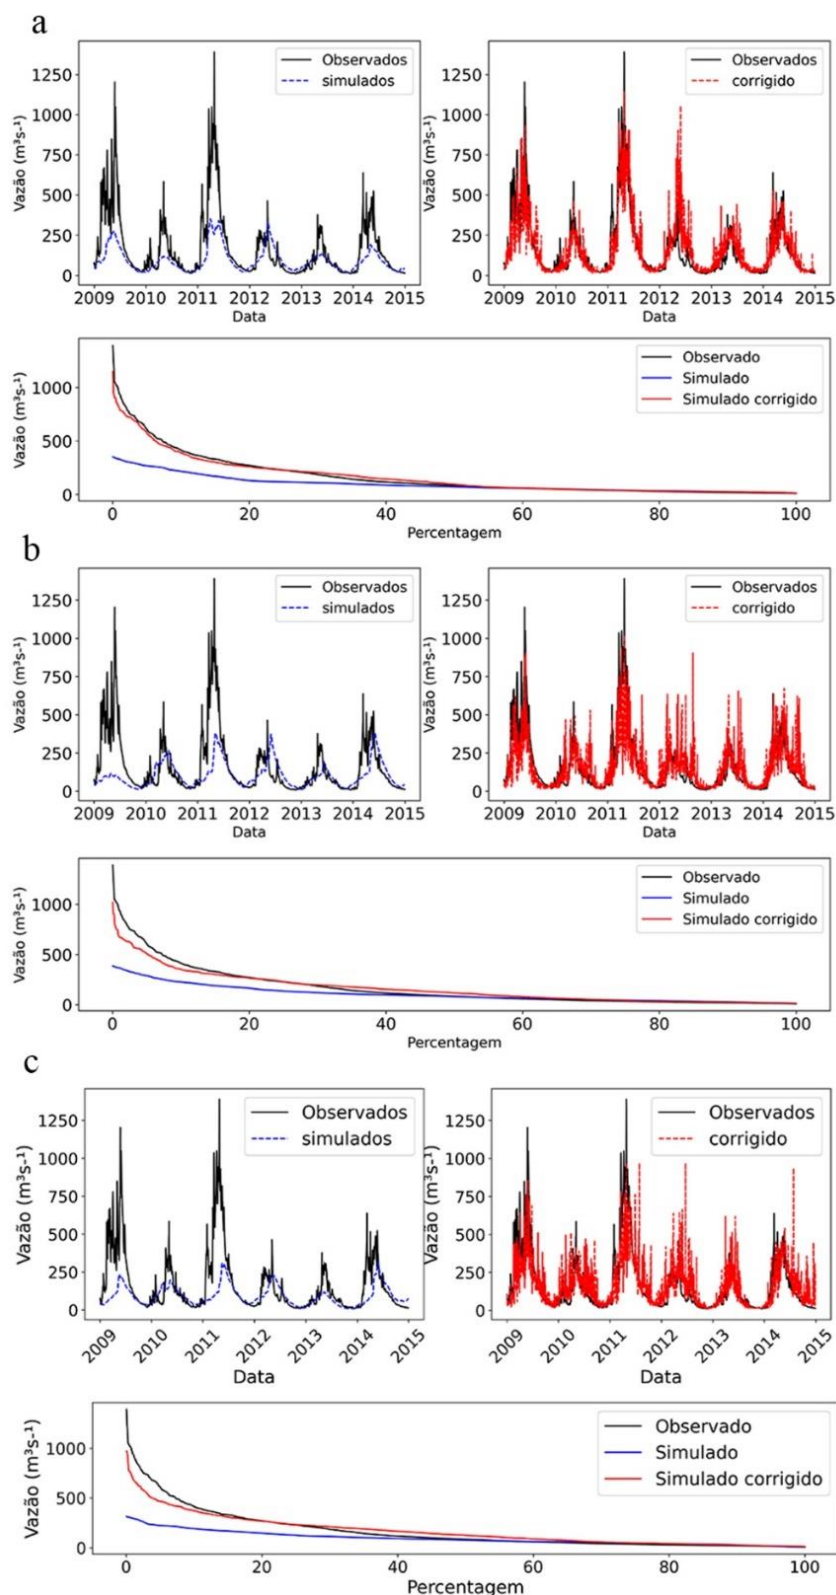 a
Vazão (m³s⁻¹)
1250
1000
750
500
250
0
Observados
simulados
2009 2010 2011 2012 2013 2014 2015
Data
Vazão (m³s⁻¹)
1250
1000
750
500
250
0
Observados
corrigido
2009 2010 2011 2012 2013 2014 2015
Data
Vazão (m³s⁻¹)
1000
500
0
Observado
Simulado
Simulado corrigido
0 20 40 60 80 100
Percentagem
b
Vazão (m³s⁻¹)
1250
1000
750
500
250
0
Observados
simulados
2009 2010 2011 2012 2013 2014 2015
Data
Vazão (m³s⁻¹)
1250
1000
750
500
250
0
Observados
corrigido
2009 2010 2011 2012 2013 2014 2015
Data
Vazão (m³s⁻¹)
1000
500
0
Observado
Simulado
Simulado corrigido
0 20 40 60 80 100
Percentagem
c
Vazão (m³s⁻¹)
1250
1000
750
500
250
0
Observados
simulados
2009 2010 2011 2012 2013 2014 2015
Data
Vazão (m³s⁻¹)
1250
1000
750
500
250
0
Observados
corrigido
2009 2010 2011 2012 2013 2014 2015
Data
Vazão (m³s⁻¹)
1000
500
0
Observado
Simulado
Simulado corrigido
0 20 40 60 80 100
Percentagem